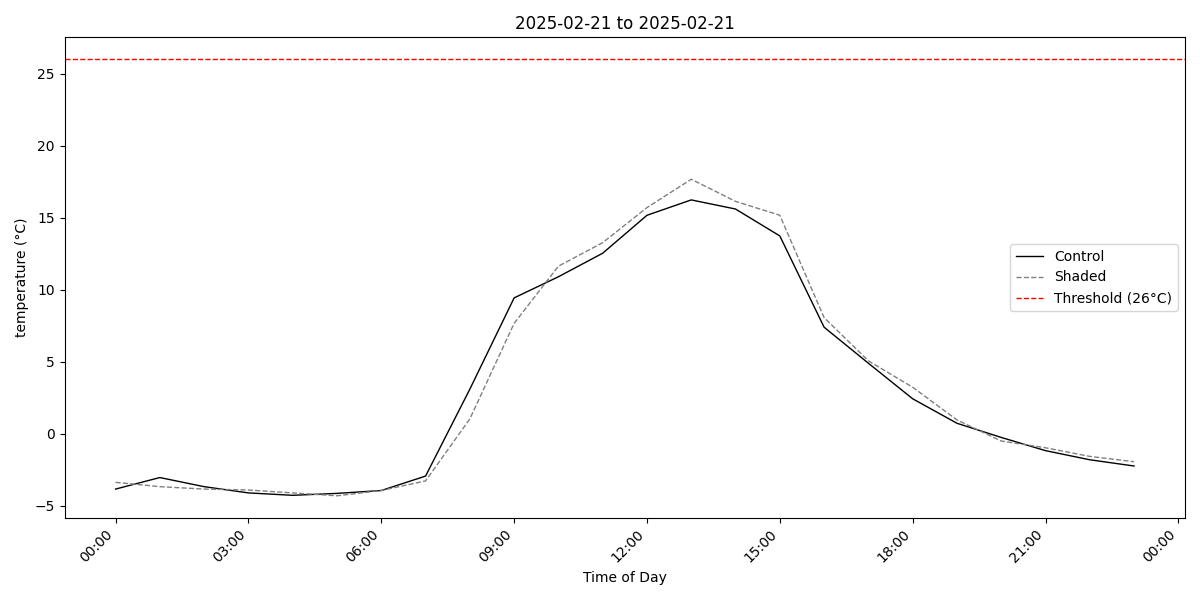 2025-02-21 to 2025-02-21
temperature (°C)
25
20
15
10
5
0
−5
Control
Shaded
Threshold (26°C)
00:00
03:00
06:00
09:00
12:00
15:00
18:00
21:00
00:00
Time of Day